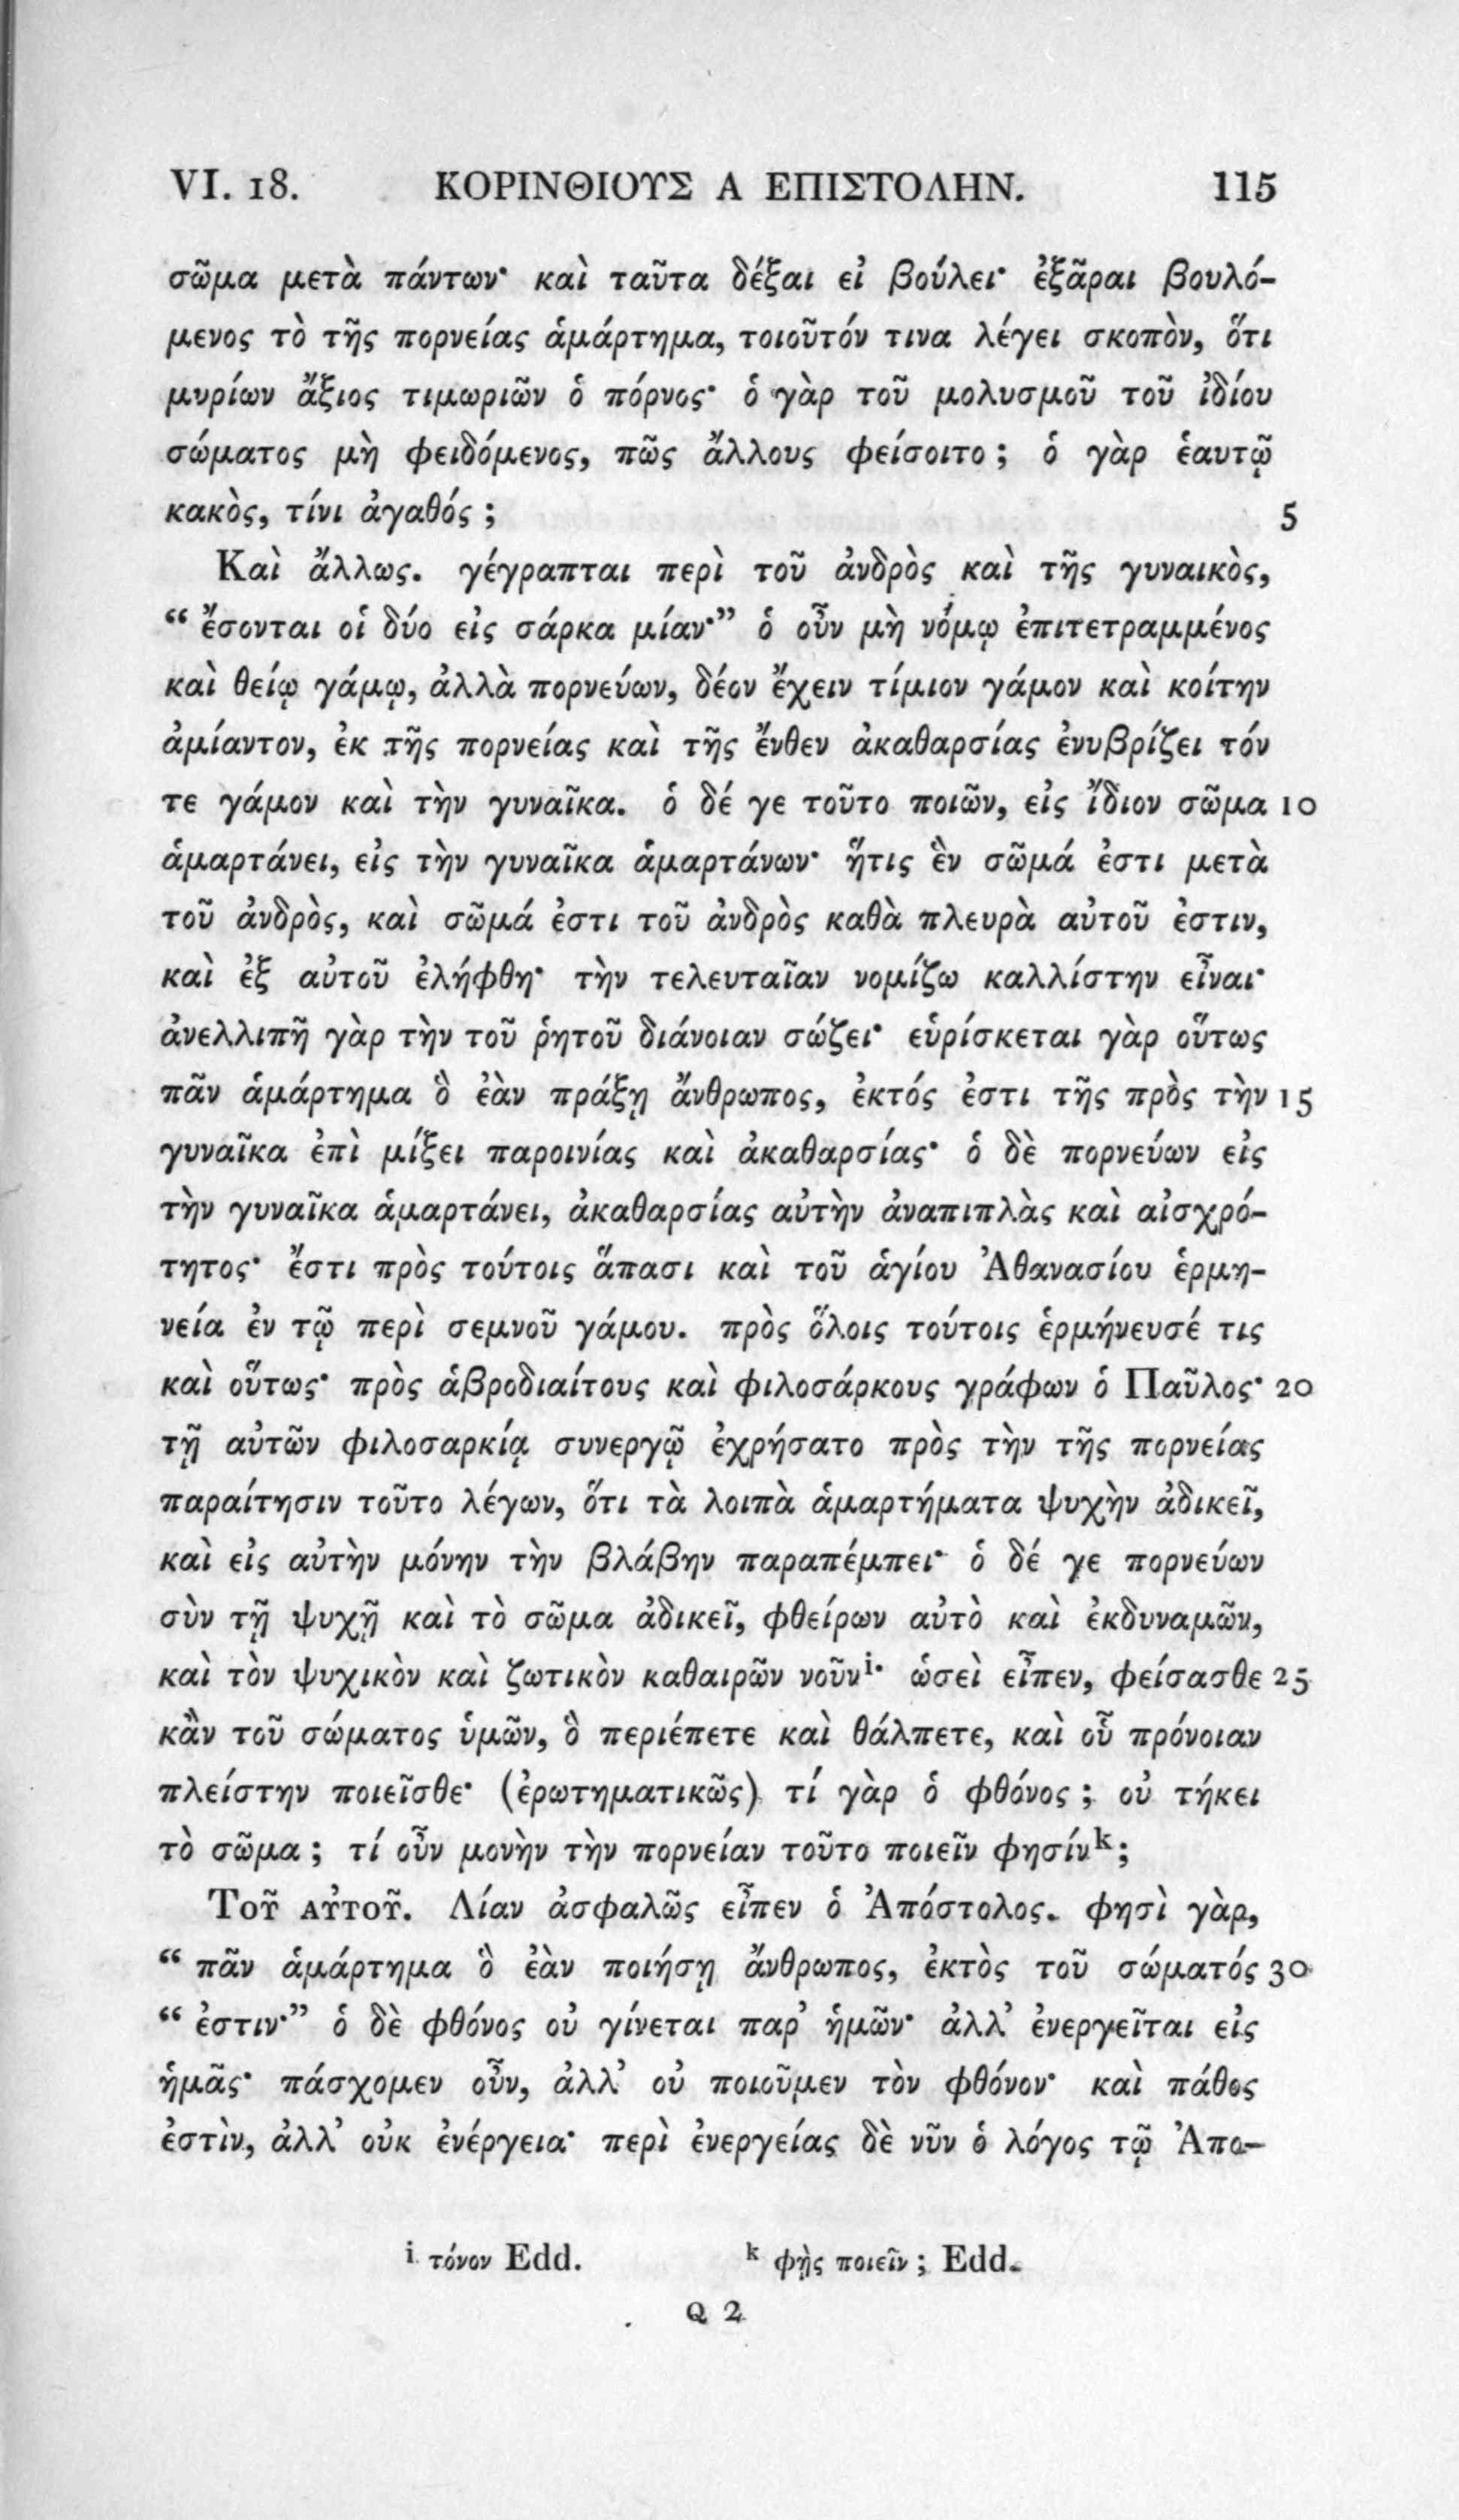 VI. 18. ΚΟΡΙΝΘΙΟΥΣ Α ΕΠΙΣΤΟΛΗΝ. 115
σῶμα μετὰ πάντων· καὶ ταῦτα δέξαι εἰ βούλει· ἐξᾶραι βουλό-
μενος τὸ τῆς πορνείας ἁμάρτημα, τοιοῦτόν τινα λέγει σκοπὸν, ὅτι
μυρίων ἄξιος τιμωριῶν ὁ πόρνος· ὁ γὰρ τοῦ μολυσμοῦ τοῦ ἰδίου
σώματος μὴ φειδόμενος, πῶς ἄλλους φείσοιτο; ὁ γὰρ ἑαυτῷ
κακὸς, τίνι ἀγαθός; 5
Καὶ ἄλλως. γέγραπται περὶ τοῦ ἀνδρὸς καὶ τῆς γυναικὸς,
“ ἔσονται οἱ δύο εἰς σάρκα μίαν·” ὁ οὖν μὴ νόμῳ ἐπιτετραμμένος
καὶ θείῳ γάμῳ, ἀλλὰ πορνεύων, δέον ἔχειν τίμιον γάμον καὶ κοίτην
ἀμίαντον, ἐκ τῆς πορνείας καὶ τῆς ἔνθεν ἀκαθαρσίας ἐνυβρίζει τόν
τε γάμον καὶ τὴν γυναῖκα. ὁ δέ γε τοῦτο ποιῶν, εἰς ἴδιον σῶμα 10
ἁμαρτάνει, εἰς τὴν γυναῖκα ἁμαρτάνων· ἥτις ἓν σῶμά ἐστι μετὰ
τοῦ ἀνδρὸς, καὶ σῶμά ἐστι τοῦ ἀνδρὸς καθὰ πλευρὰ αὐτοῦ ἐστιν,
καὶ ἐξ αὐτοῦ ἐλήφθη· τὴν τελευταῖαν νομίζω καλλίστην εἶναι·
ἀνελλιπῆ γὰρ τὴν τοῦ ῥητοῦ διάνοιαν σώζει· εὑρίσκεται γὰρ οὕτως
πᾶν ἁμάρτημα ὃ ἐὰν πράξῃ ἄνθρωπος, ἐκτός ἐστι τῆς πρὸς τὴν 15
γυναῖκα ἐπὶ μίξει παροινίας καὶ ἀκαθαρσίας· ὁ δὲ πορνεύων εἰς
τὴν γυναῖκα ἁμαρτάνει, ἀκαθαρσίας αὐτὴν ἀναπιπλὰς καὶ αἰσχρό-
τητος· ἔστι πρὸς τούτοις ἅπασι καὶ τοῦ ἁγίου Ἀθανασίου ἑρμη-
νεία ἐν τῷ περὶ σεμνοῦ γάμου. πρὸς ὅλοις τούτοις ἑρμήνευσέ τις
καὶ οὕτως· πρὸς ἁβροδιαίτους καὶ φιλοσάρκους γράφων ὁ Παῦλος· 20
τῇ αὐτῶν φιλοσαρκίᾳ συνεργῷ ἐχρήσατο πρὸς τὴν τῆς πορνείας
παραίτησιν τοῦτο λέγων, ὅτι τὰ λοιπὰ ἁμαρτήματα ψυχὴν ἀδικεῖ,
καὶ εἰς αὐτὴν μόνην τὴν βλάβην παραπέμπει· ὁ δέ γε πορνεύων
σὺν τῇ ψυχῇ καὶ τὸ σῶμα ἀδικεῖ, φθείρων αὐτὸ καὶ ἐκδυναμῶν,
καὶ τὸν ψυχικὸν καὶ ζωτικὸν καθαιρῶν νοῦν i· ὡσεὶ εἶπεν, φείσασθε 25
κἂν τοῦ σώματος ὑμῶν, ὃ περιέπετε καὶ θάλπετε, καὶ οὗ πρόνοιαν
πλείστην ποιεῖσθε· (ἐρωτηματικῶς) τί γὰρ ὁ φθόνος; οὐ τήκει
τὸ σῶμα; τί οὖν μονὴν τὴν πορνείαν τοῦτο ποιεῖν φησίν k;
Τοῦ αὐτοῦ. Λίαν ἀσφαλῶς εἶπεν ὁ Ἀπόστολος. φησὶ γὰρ,
“ πᾶν ἁμάρτημα ὃ ἐὰν ποιήσῃ ἄνθρωπος, ἐκτὸς τοῦ σώματός 30
“ ἐστιν·” ὁ δὲ φθόνος οὐ γίνεται παρ’ ἡμῶν· ἀλλ’ ἐνεργεῖται εἰς
ἡμᾶς· πάσχομεν οὖν, ἀλλ’ οὐ ποιοῦμεν τὸν φθόνον· καὶ πάθος
ἐστὶν, ἀλλ’ οὐκ ἐνέργεια· περὶ ἐνεργείας δὲ νῦν ὁ λόγος τῷ Ἀπο-
i τόνον Edd. k φῂς ποιεῖν; Edd.
Q 2